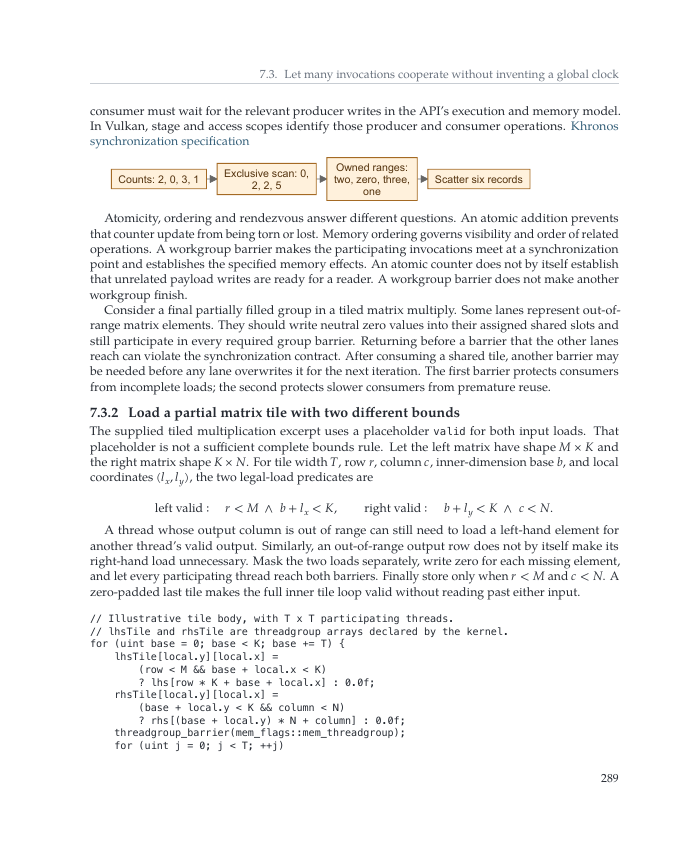 7.3. Let many invocations cooperate without inventing a global clock
consumer must wait for the relevant producer writes in the API's execution and memory model.
In Vulkan, stage and access scopes identify those producer and consumer operations. Khronos
synchronization specification
Counts: 2, 0, 3, 1
Exclusive scan: 0,
2, 2, 5
Owned ranges:
two, zero, three,
one
Scatter six records
Atomicity, ordering and rendezvous answer different questions. An atomic addition prevents
that counter update from being torn or lost. Memory ordering governs visibility and order of related
operations. A workgroup barrier makes the participating invocations meet at a synchronization
point and establishes the specified memory effects. An atomic counter does not by itself establish
that unrelated payload writes are ready for a reader. A workgroup barrier does not make another
workgroup finish.
Consider a final partially filled group in a tiled matrix multiply. Some lanes represent out-of-
range matrix elements. They should write neutral zero values into their assigned shared slots and
still participate in every required group barrier. Returning before a barrier that the other lanes
reach can violate the synchronization contract. After consuming a shared tile, another barrier may
be needed before any lane overwrites it for the next iteration. The first barrier protects consumers
from incomplete loads; the second protects slower consumers from premature reuse.
7.3.2 Load a partial matrix tile with two different bounds
The supplied tiled multiplication excerpt uses a placeholder valid for both input loads. That
placeholder is not a sufficient complete bounds rule. Let the left matrix have shape M × K and
the right matrix shape K × N. For tile width T, row r, column c, inner-dimension base b, and local
coordinates (lₓ, l_y), the two legal-load predicates are
left valid : r < M ∧ b + lₓ < K, right valid : b + l_y < K ∧ c < N.
A thread whose output column is out of range can still need to load a left-hand element for
another thread's valid output. Similarly, an out-of-range output row does not by itself make its
right-hand load unnecessary. Mask the two loads separately, write zero for each missing element,
and let every participating thread reach both barriers. Finally store only when r < M and c < N. A
zero-padded last tile makes the full inner tile loop valid without reading past either input.
// Illustrative tile body, with T x T participating threads.
// lhsTile and rhsTile are threadgroup arrays declared by the kernel.
for (uint base = 0; base < K; base += T) {
    lhsTile[local.y][local.x] =
        (row < M && base + local.x < K)
        ? lhs[row * K + base + local.x] : 0.0f;
    rhsTile[local.y][local.x] =
        (base + local.y < K && column < N)
        ? rhs[(base + local.y) * N + column] : 0.0f;
    threadgroup_barrier(mem_flags::mem_threadgroup);
    for (uint j = 0; j < T; ++j)
289